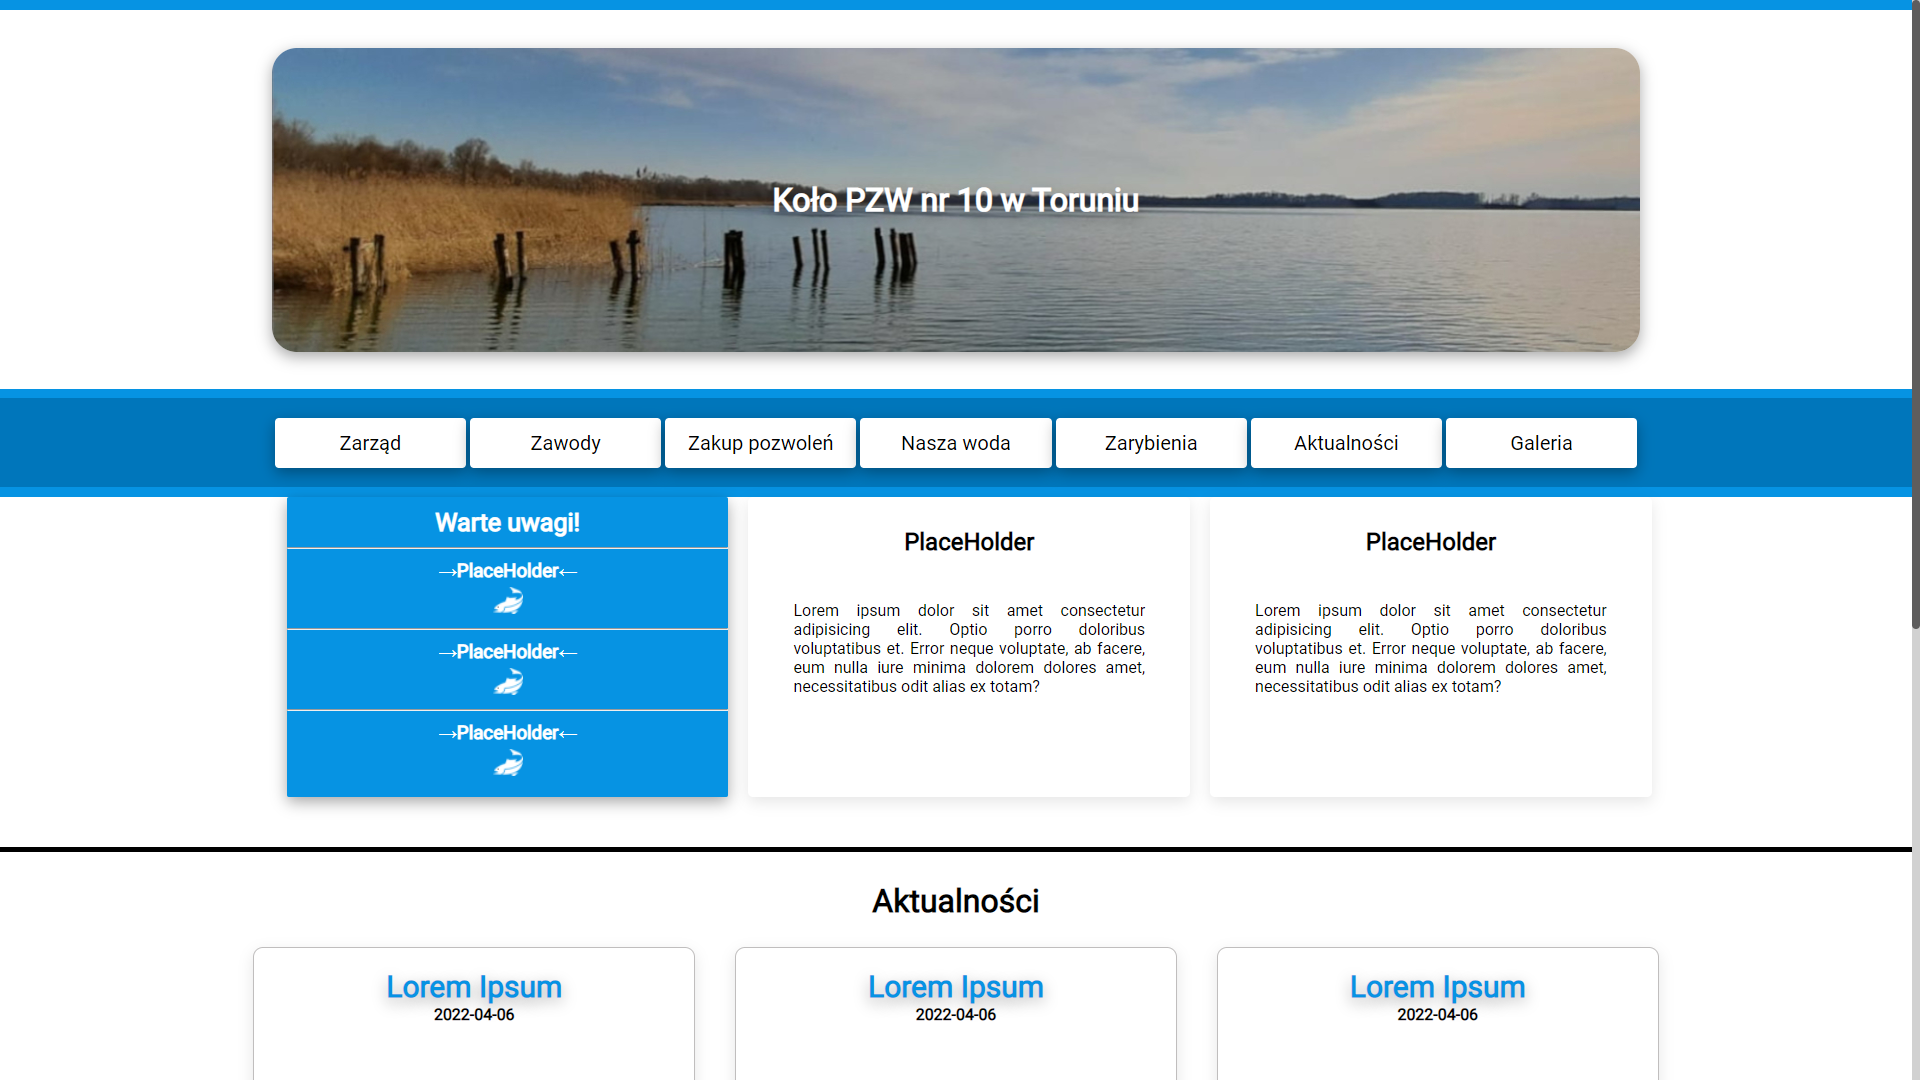 Koło PZW nr 10 w Toruniu
Zarząd
Zawody
Zakup pozwoleń
Nasza woda
Zarybienia
Aktualności
Galeria
Warte uwagi!
→PlaceHolder←
→PlaceHolder←
→PlaceHolder←
PlaceHolder
Lorem ipsum dolor sit amet consectetur
adipisicing elit. Optio porro doloribus
voluptatibus et. Error neque voluptate, ab facere,
eum nulla iure minima dolorem dolores amet,
necessitatibus odit alias ex totam?
PlaceHolder
Lorem ipsum dolor sit amet consectetur
adipisicing elit. Optio porro doloribus
voluptatibus et. Error neque voluptate, ab facere,
eum nulla iure minima dolorem dolores amet,
necessitatibus odit alias ex totam?
Aktualności
Lorem Ipsum
2022-04-06
Lorem Ipsum
2022-04-06
Lorem Ipsum
2022-04-06